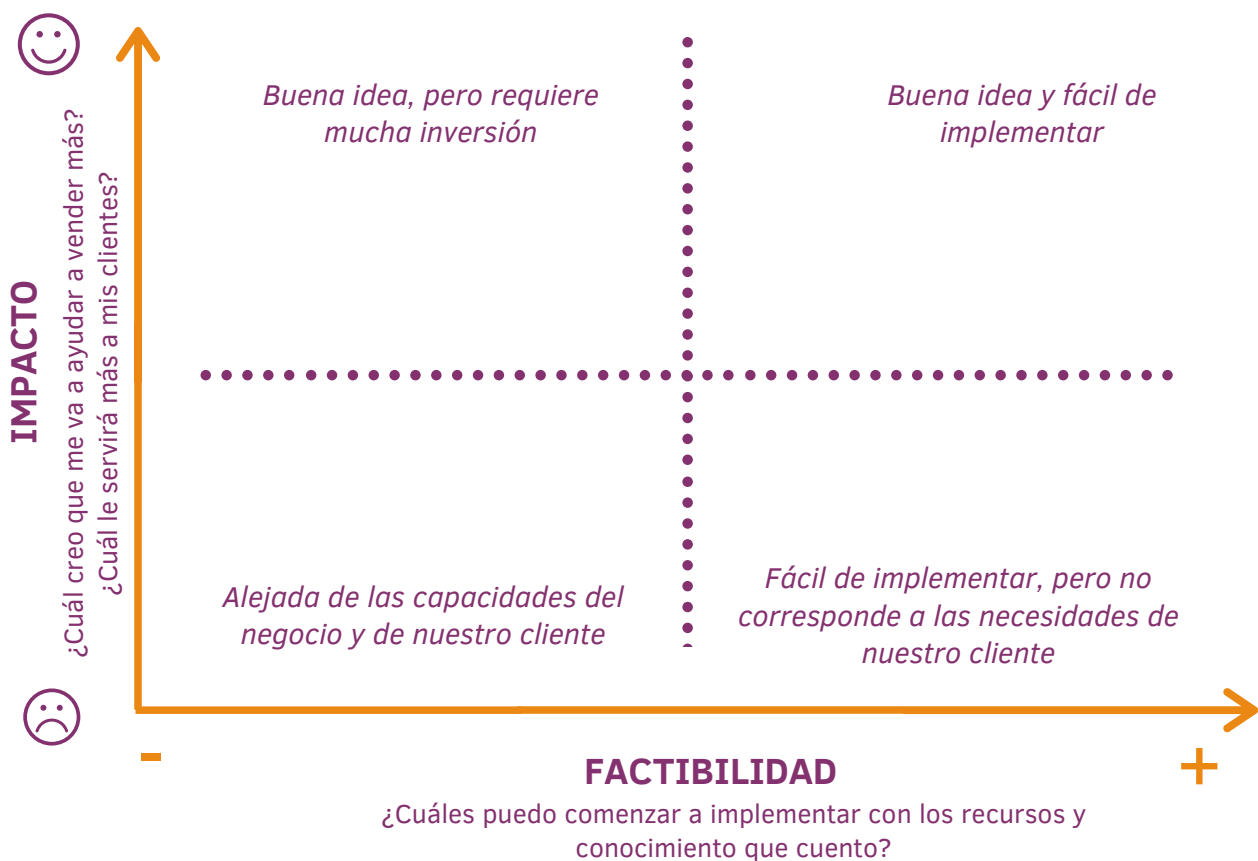 IMPACTO
¿Cuál creo que me va a ayudar a vender más?
¿Cuál le servirá más a mis clientes?
Buena idea, pero requiere
mucha inversión
Buena idea y fácil de
implementar
Alejada de las capacidades del
negocio y de nuestro cliente
Fácil de implementar, pero no
corresponde a las necesidades de
nuestro cliente
-
+
FACTIBILIDAD
¿Cuáles puedo comenzar a implementar con los recursos y
conocimiento que cuento?